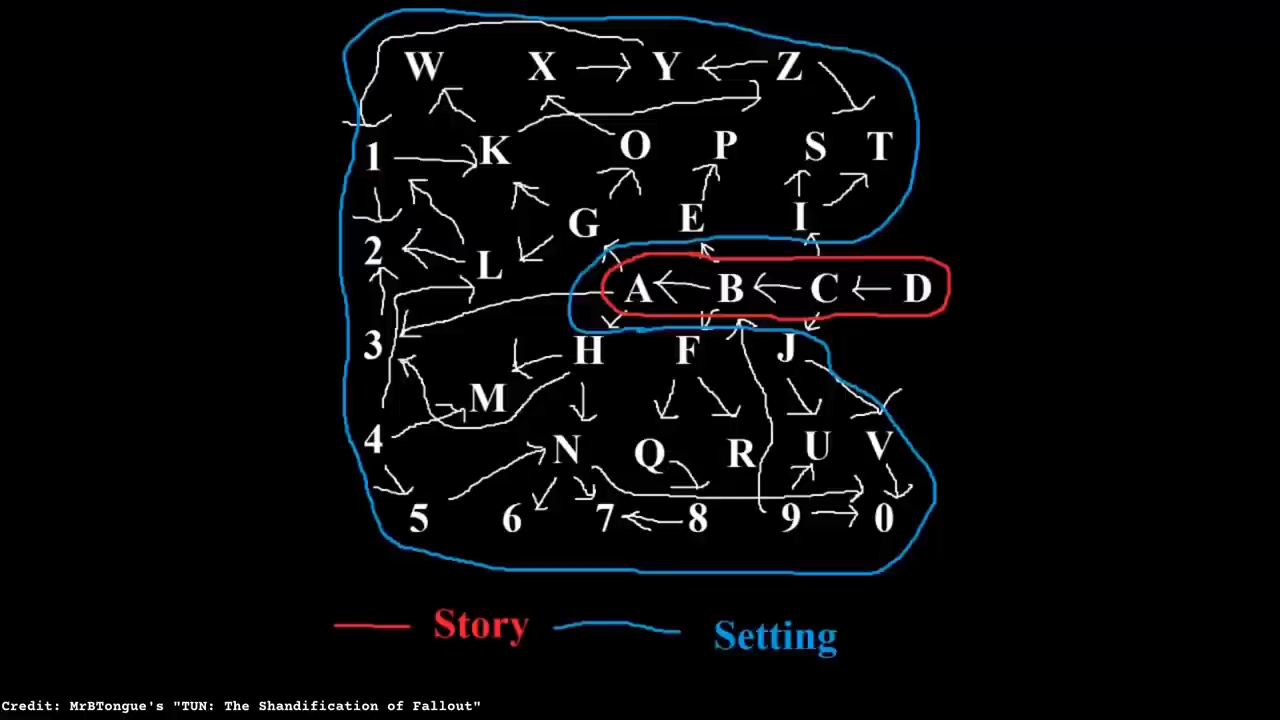 W X Y Z
1 K O P S T
G E I
2 L
A B C D
3 H F J
M
4 N Q R U V
5 6 7 8 9 0
Story Setting
Credit: MrBTongue's "TUN: The Shandification of Fallout"